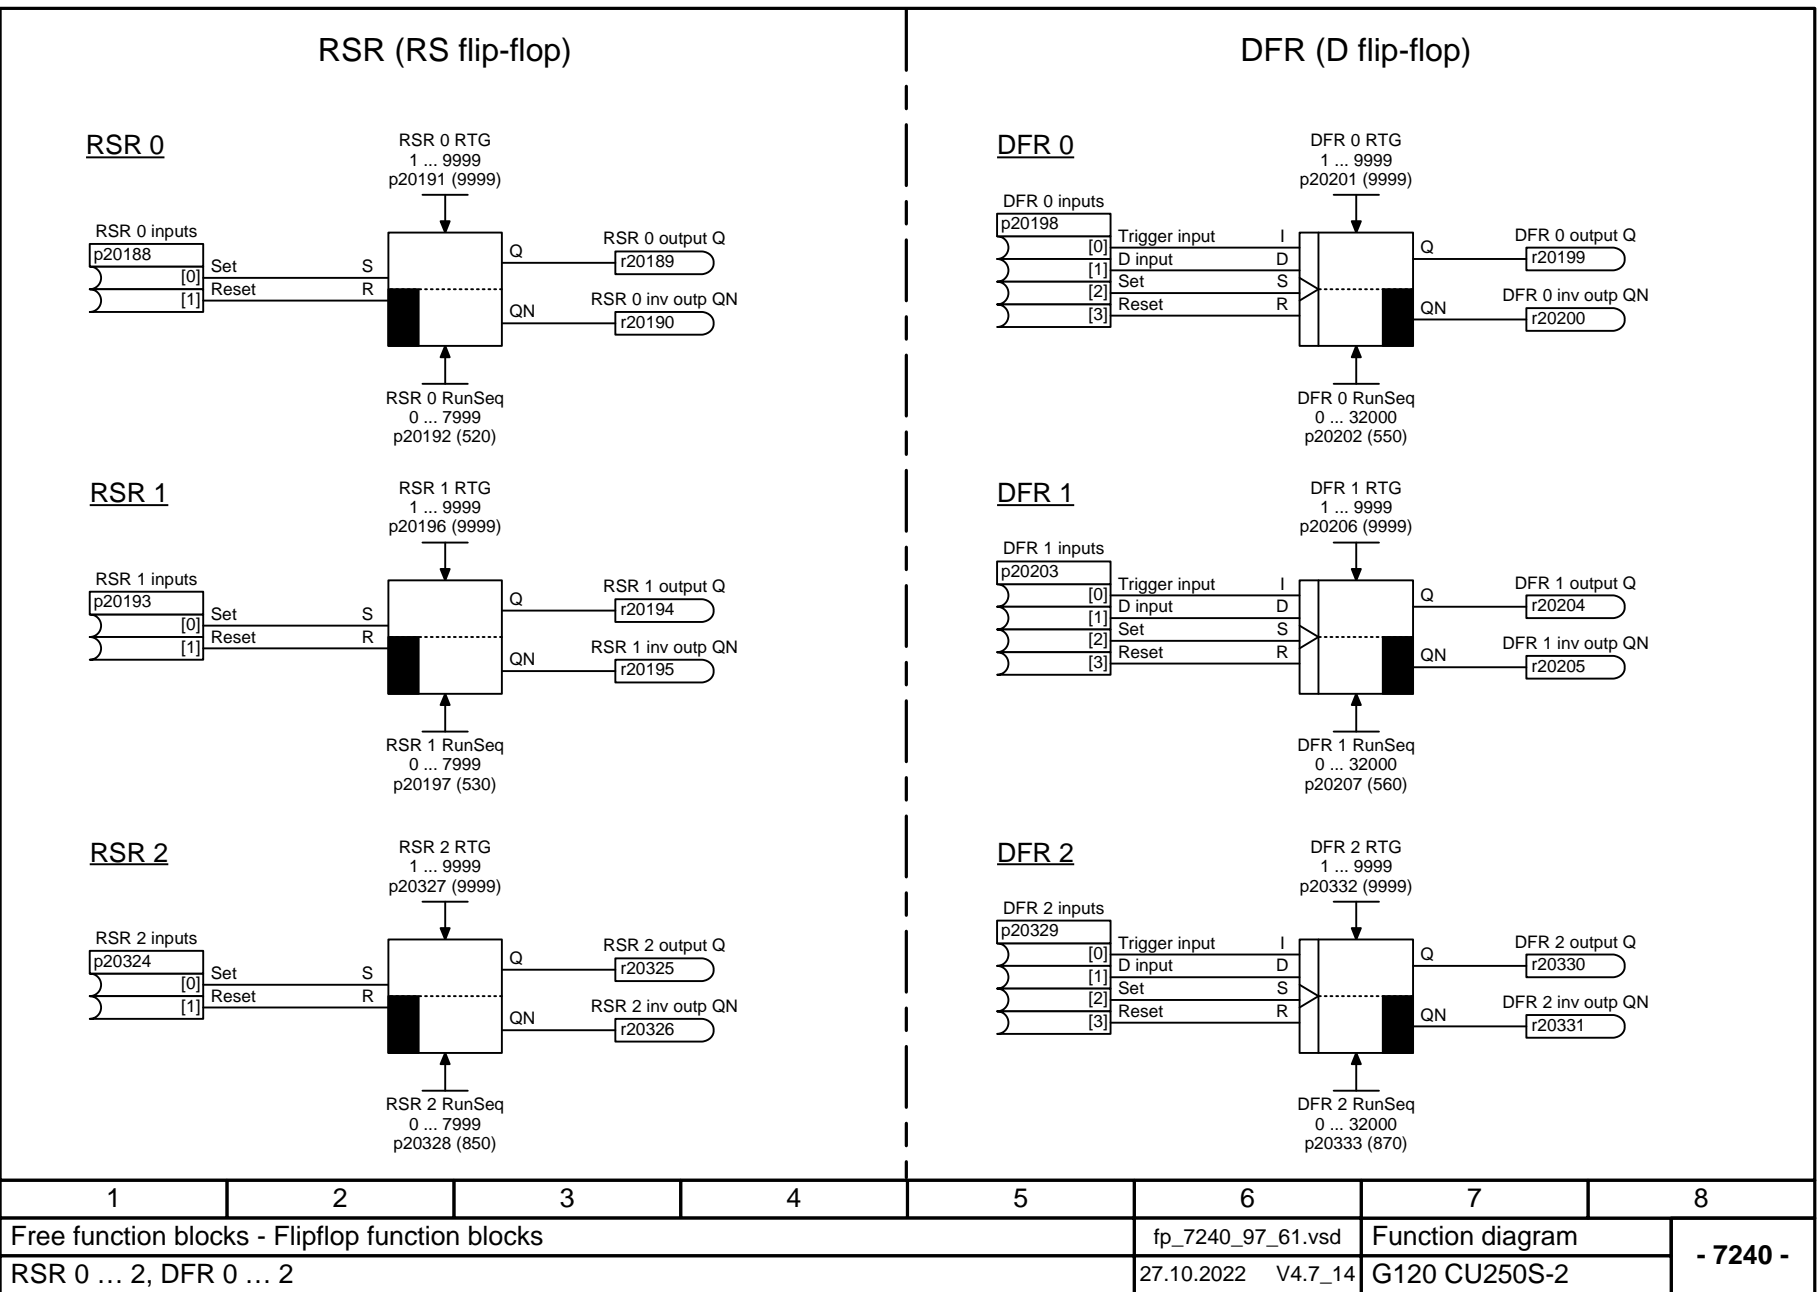 RSR (RS flip-flop)
RSR 0
RSR 0 RTG
1 ... 9999
p20191 (9999)
RSR 0 inputs
p20188
[0] Set S
[1] Reset R
Q
RSR 0 output Q
r20189
QN
RSR 0 inv outp QN
r20190
RSR 0 RunSeq
0 ... 7999
p20192 (520)
RSR 1
RSR 1 RTG
1 ... 9999
p20196 (9999)
RSR 1 inputs
p20193
[0] Set S
[1] Reset R
Q
RSR 1 output Q
r20194
QN
RSR 1 inv outp QN
r20195
RSR 1 RunSeq
0 ... 7999
p20197 (530)
RSR 2
RSR 2 RTG
1 ... 9999
p20327 (9999)
RSR 2 inputs
p20324
[0] Set S
[1] Reset R
Q
RSR 2 output Q
r20325
QN
RSR 2 inv outp QN
r20326
RSR 2 RunSeq
0 ... 7999
p20328 (850)
DFR (D flip-flop)
DFR 0
DFR 0 RTG
1 ... 9999
p20201 (9999)
DFR 0 inputs
p20198
[0] Trigger input I
[1] D input D
[2] Set S
[3] Reset R
Q
DFR 0 output Q
r20199
QN
DFR 0 inv outp QN
r20200
DFR 0 RunSeq
0 ... 32000
p20202 (550)
DFR 1
DFR 1 RTG
1 ... 9999
p20206 (9999)
DFR 1 inputs
p20203
[0] Trigger input I
[1] D input D
[2] Set S
[3] Reset R
Q
DFR 1 output Q
r20204
QN
DFR 1 inv outp QN
r20205
DFR 1 RunSeq
0 ... 32000
p20207 (560)
DFR 2
DFR 2 RTG
1 ... 9999
p20332 (9999)
DFR 2 inputs
p20329
[0] Trigger input I
[1] D input D
[2] Set S
[3] Reset R
Q
DFR 2 output Q
r20330
QN
DFR 2 inv outp QN
r20331
DFR 2 RunSeq
0 ... 32000
p20333 (870)
1 2 3 4 5 6 7 8
Free function blocks - Flipflop function blocks
fp_7240_97_61.vsd
Function diagram
- 7240 -
RSR 0 … 2, DFR 0 … 2
27.10.2022 V4.7_14
G120 CU250S-2